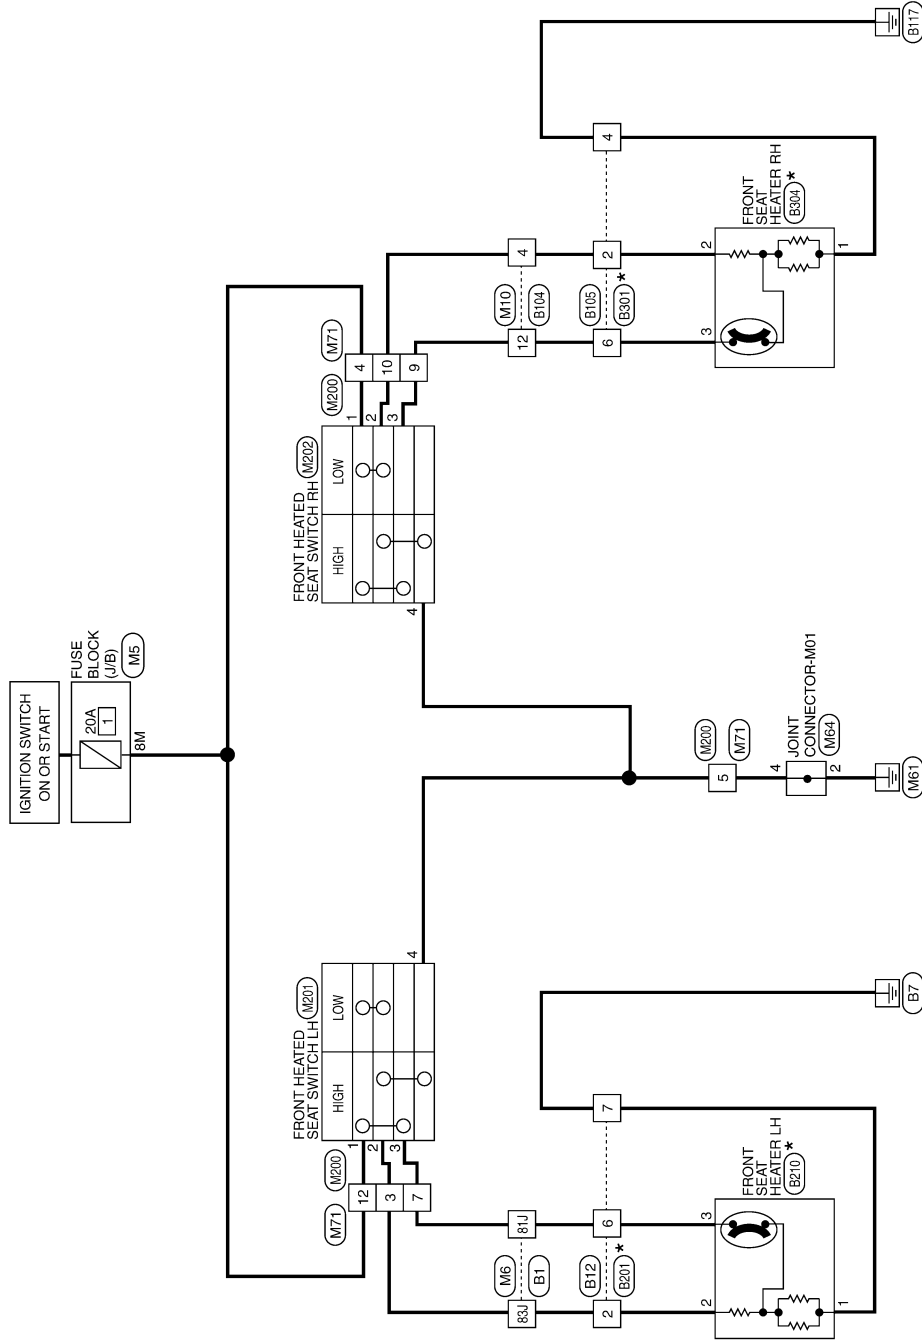 IGNITION SWITCH
ON OR START
FUSE
BLOCK
(J/B)
M5
20A
1
8M
FRONT HEATED
SEAT SWITCH LH
M201
HIGH
LOW
1
2
3
4
M200
M71
12
3
7
M6
B1
83J
81J
B12
B201
*
2
6
7
2
3
1
FRONT
SEAT
HEATER LH
B210
*
B7
FRONT HEATED
SEAT SWITCH RH
M202
HIGH
LOW
1
2
3
4
M200
M71
4
10
9
M10
B104
12
4
B105
B301
*
6
2
4
3
2
1
FRONT
SEAT
HEATER RH
B304
*
B117
M200
M71
5
JOINT
CONNECTOR-M01
M64
4
2
M61